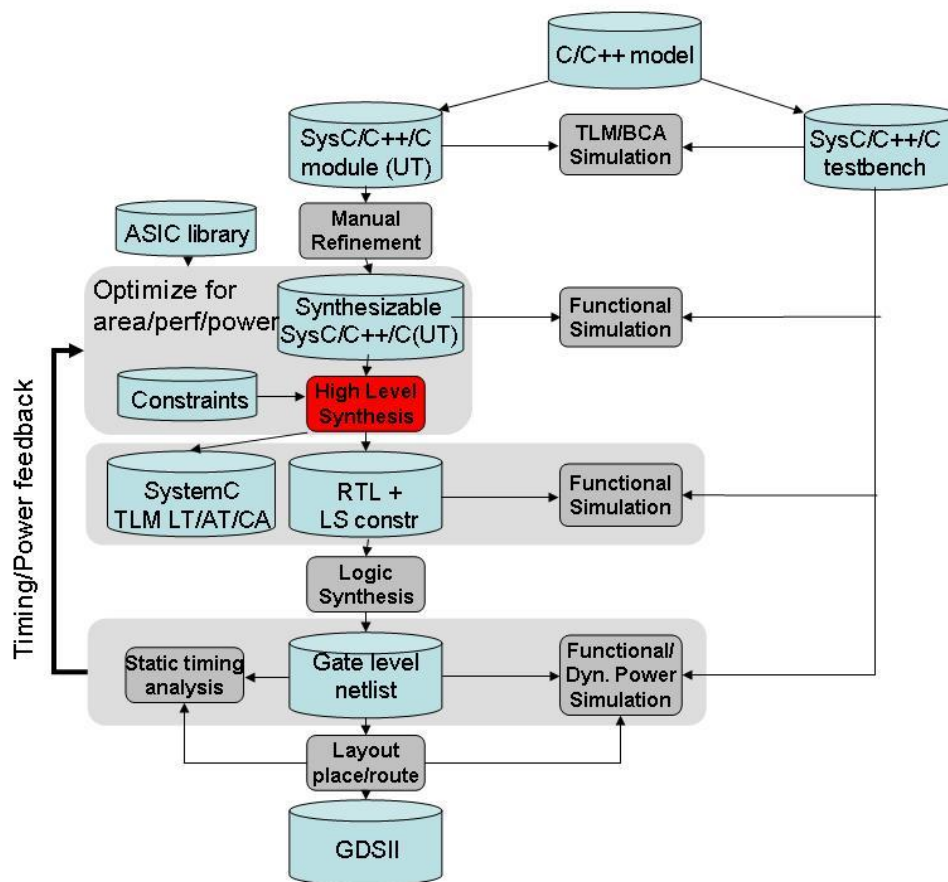 C/C++ model
SysC/C++/C
module (UT)
TLM/BCA
Simulation
SysC/C++/C
testbench
Manual
Refinement
ASIC library
Optimize for
area/perf/power
Synthesizable
SysC/C++/C(UT)
Functional
Simulation
Constraints
High Level
Synthesis
SystemC
TLM LT/AT/CA
RTL +
LS constr
Functional
Simulation
Timing/Power feedback
Logic
Synthesis
Static timing
analysis
Gate level
netlist
Functional/
Dyn. Power
Simulation
Layout
place/route
GDSII